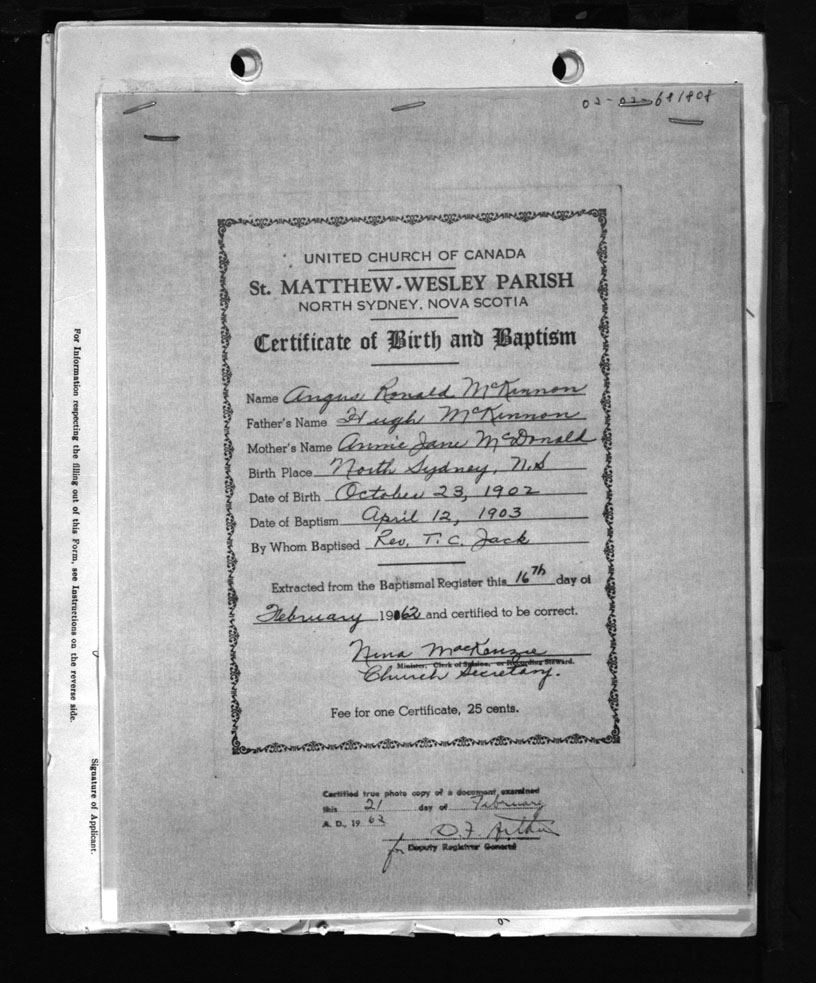 02-02-681808
UNITED CHURCH OF CANADA
St. MATTHEW-WESLEY PARISH
NORTH SYDNEY, NOVA SCOTIA
Certificate of Birth and Baptism
Name Angus Ronald McKinnon
Father's Name Hugh McKinnon
Mother's Name Annie Jane McDonald
Birth Place North Sydney, N.S
Date of Birth October 23, 1902
Date of Baptism April 12, 1903
By Whom Baptised Rev. T. C. Jack
Extracted from the Baptismal Register this 16th day of
February 1962 and certified to be correct.
Nina MacKenzie
Minister, Clerk of Session, or Recording Steward.
Church Secretary.
Fee for one Certificate, 25 cents.
Certified true photo copy of a document examined
this 21 day of February
A. D., 19 62
D. F. Arthur
for Deputy Registrar General
For Information respecting the filling out of this Form, see Instructions on the reverse side.
Signature of Applicant.